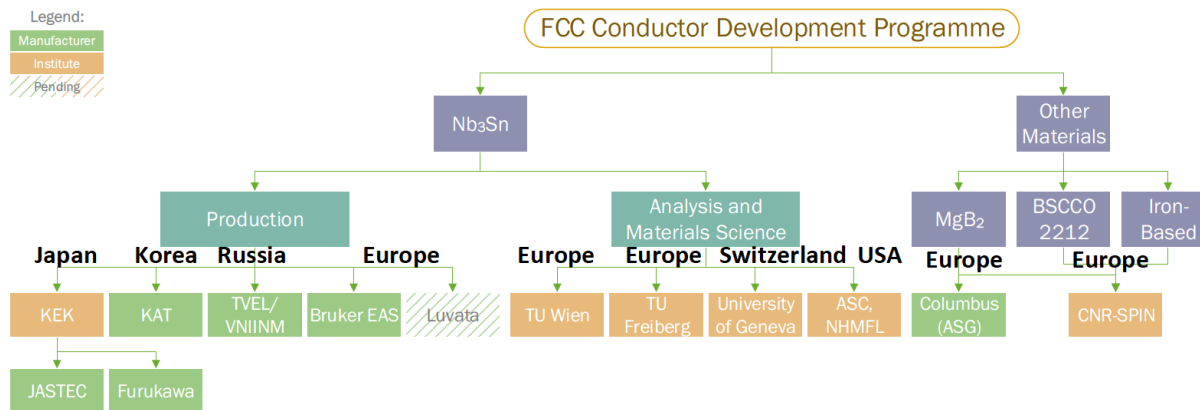 Legend:
Manufacturer
Institute
Pending
FCC Conductor Development Programme
Nb₃Sn
Other
Materials
Production
Analysis and
Materials Science
MgB₂
BSCCO
2212
Iron-
Based
Japan
Korea
Russia
Europe
Europe
Europe
Switzerland
USA
Europe
Europe
KEK
KAT
TVEL/
VNIINM
Bruker EAS
Luvata
TU Wien
TU
Freiberg
University
of Geneva
ASC,
NHMFL
Columbus
(ASG)
CNR-SPIN
JASTEC
Furukawa